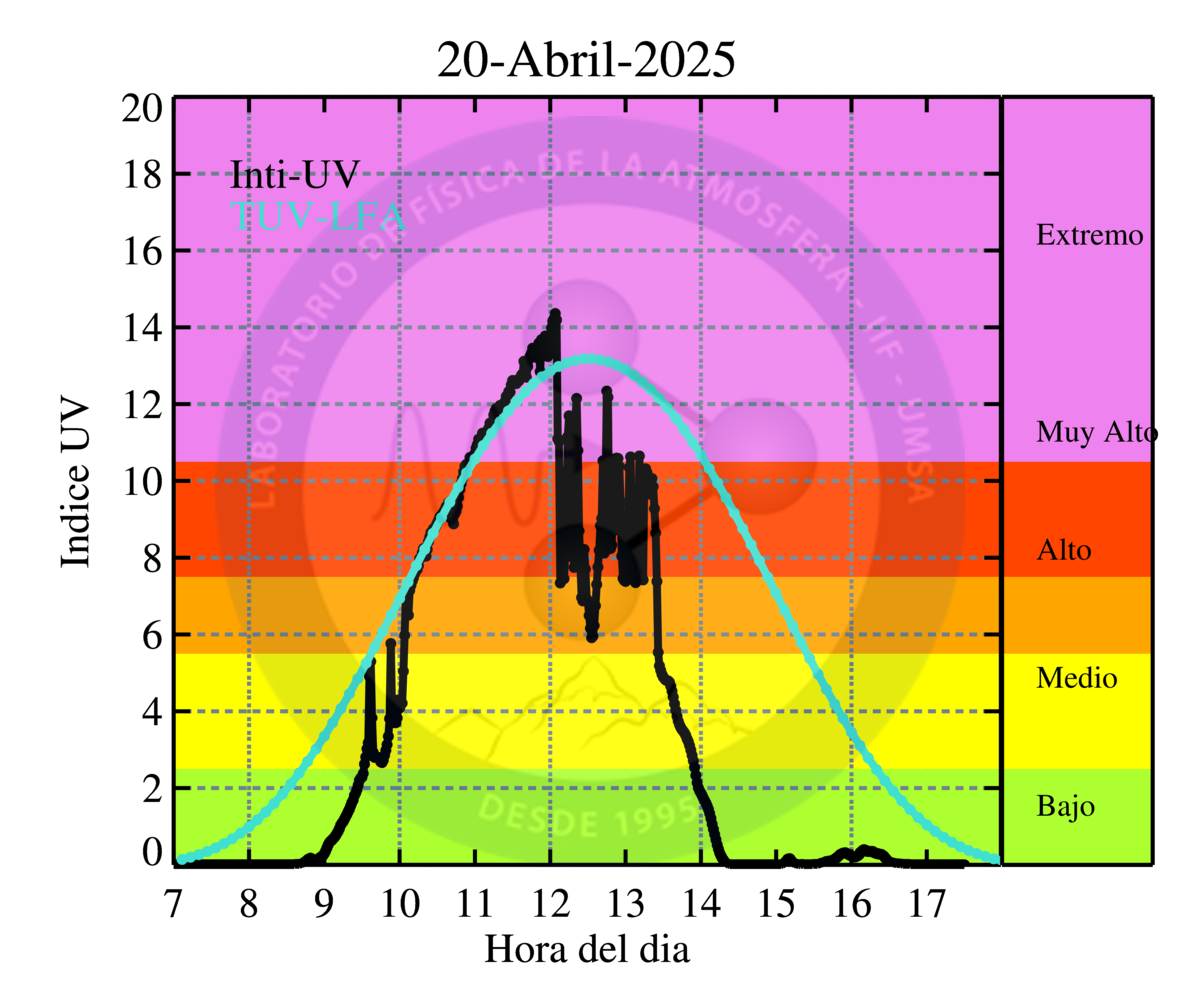 20-Abril-2025
20
18
16
14
12
10
8
6
4
2
0
Indice UV
Inti-UV
TUV-LFA
LABORATORIO DE FÍSICA DE LA ATMÓSFERA - IIF - UMSA
DESDE 1995
Extremo
Muy Alto
Alto
Medio
Bajo
7 8 9 10 11 12 13 14 15 16 17
Hora del dia